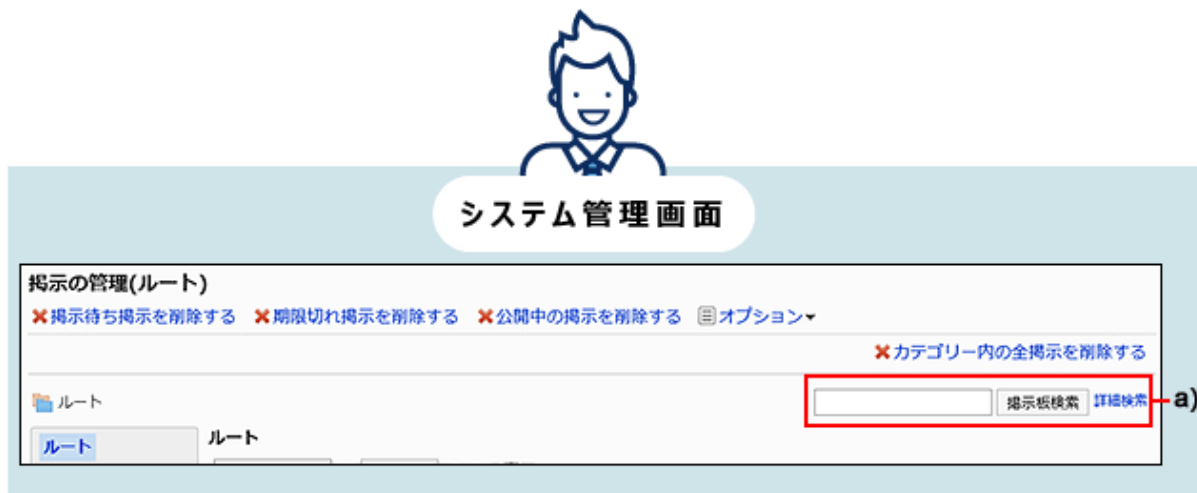 システム管理画面
掲示の管理(ルート)
掲示待ち掲示を削除する 期限切れ掲示を削除する 公開中の掲示を削除する オプション
カテゴリー内の全掲示を削除する
ルート 掲示板検索 詳細検索 a)
ルート ルート